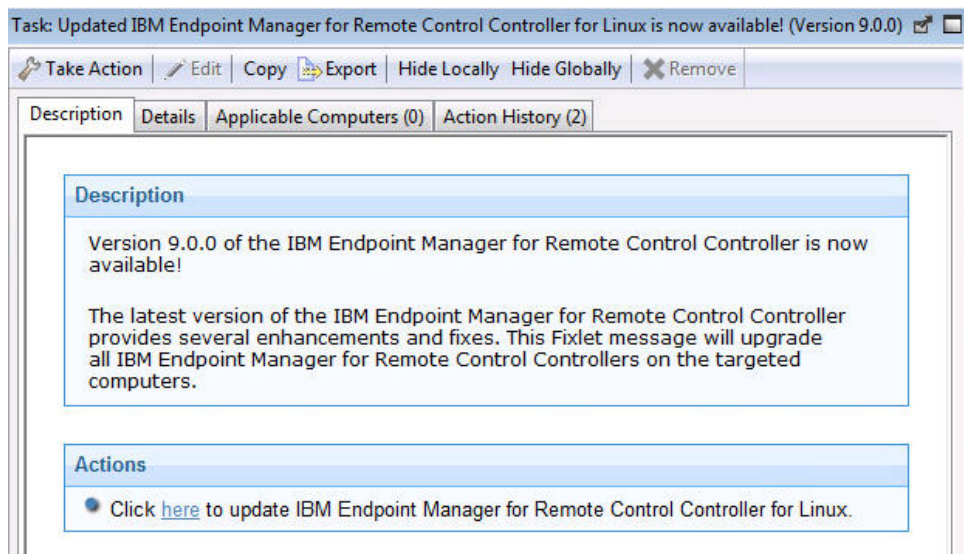 Task: Updated IBM Endpoint Manager for Remote Control Controller for Linux is now available! (Version 9.0.0)
Take Action Edit Copy Export Hide Locally Hide Globally Remove
Description Details Applicable Computers (0) Action History (2)
Description
Version 9.0.0 of the IBM Endpoint Manager for Remote Control Controller is now
available!
The latest version of the IBM Endpoint Manager for Remote Control Controller
provides several enhancements and fixes. This Fixlet message will upgrade
all IBM Endpoint Manager for Remote Control Controllers on the targeted
computers.
Actions
Click here to update IBM Endpoint Manager for Remote Control Controller for Linux.